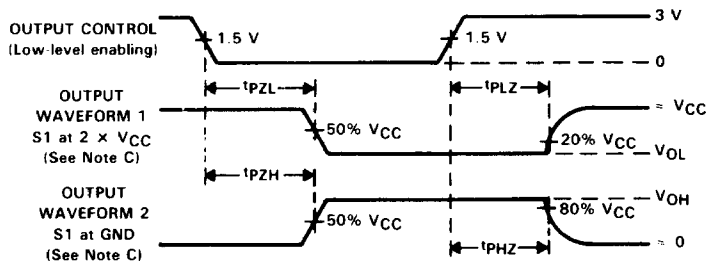 OUTPUT CONTROL
(Low-level enabling)
1.5 V
1.5 V
3 V
0
tPZL
tPLZ
OUTPUT
WAVEFORM 1
S1 at 2 × VCC
(See Note C)
50% VCC
20% VCC
≈ VCC
VOL
tPZH
OUTPUT
WAVEFORM 2
S1 at GND
(See Note C)
50% VCC
80% VCC
VOH
≈ 0
tPHZ